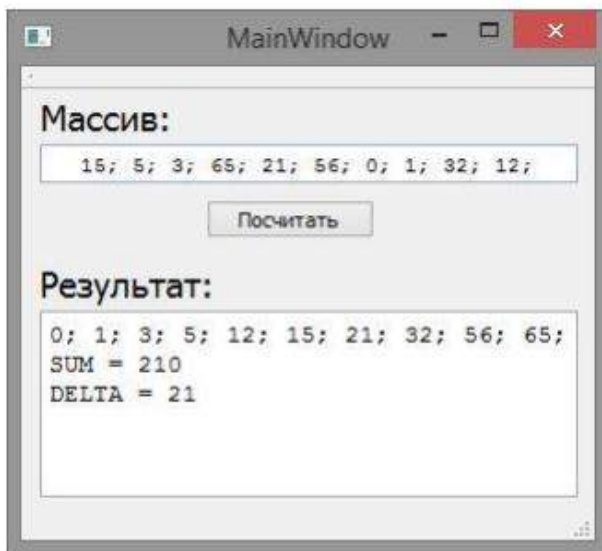 MainWindow
Массив:
15; 5; 3; 65; 21; 56; 0; 1; 32; 12;
Посчитать
Результат:
0; 1; 3; 5; 12; 15; 21; 32; 56; 65;
SUM = 210
DELTA = 21